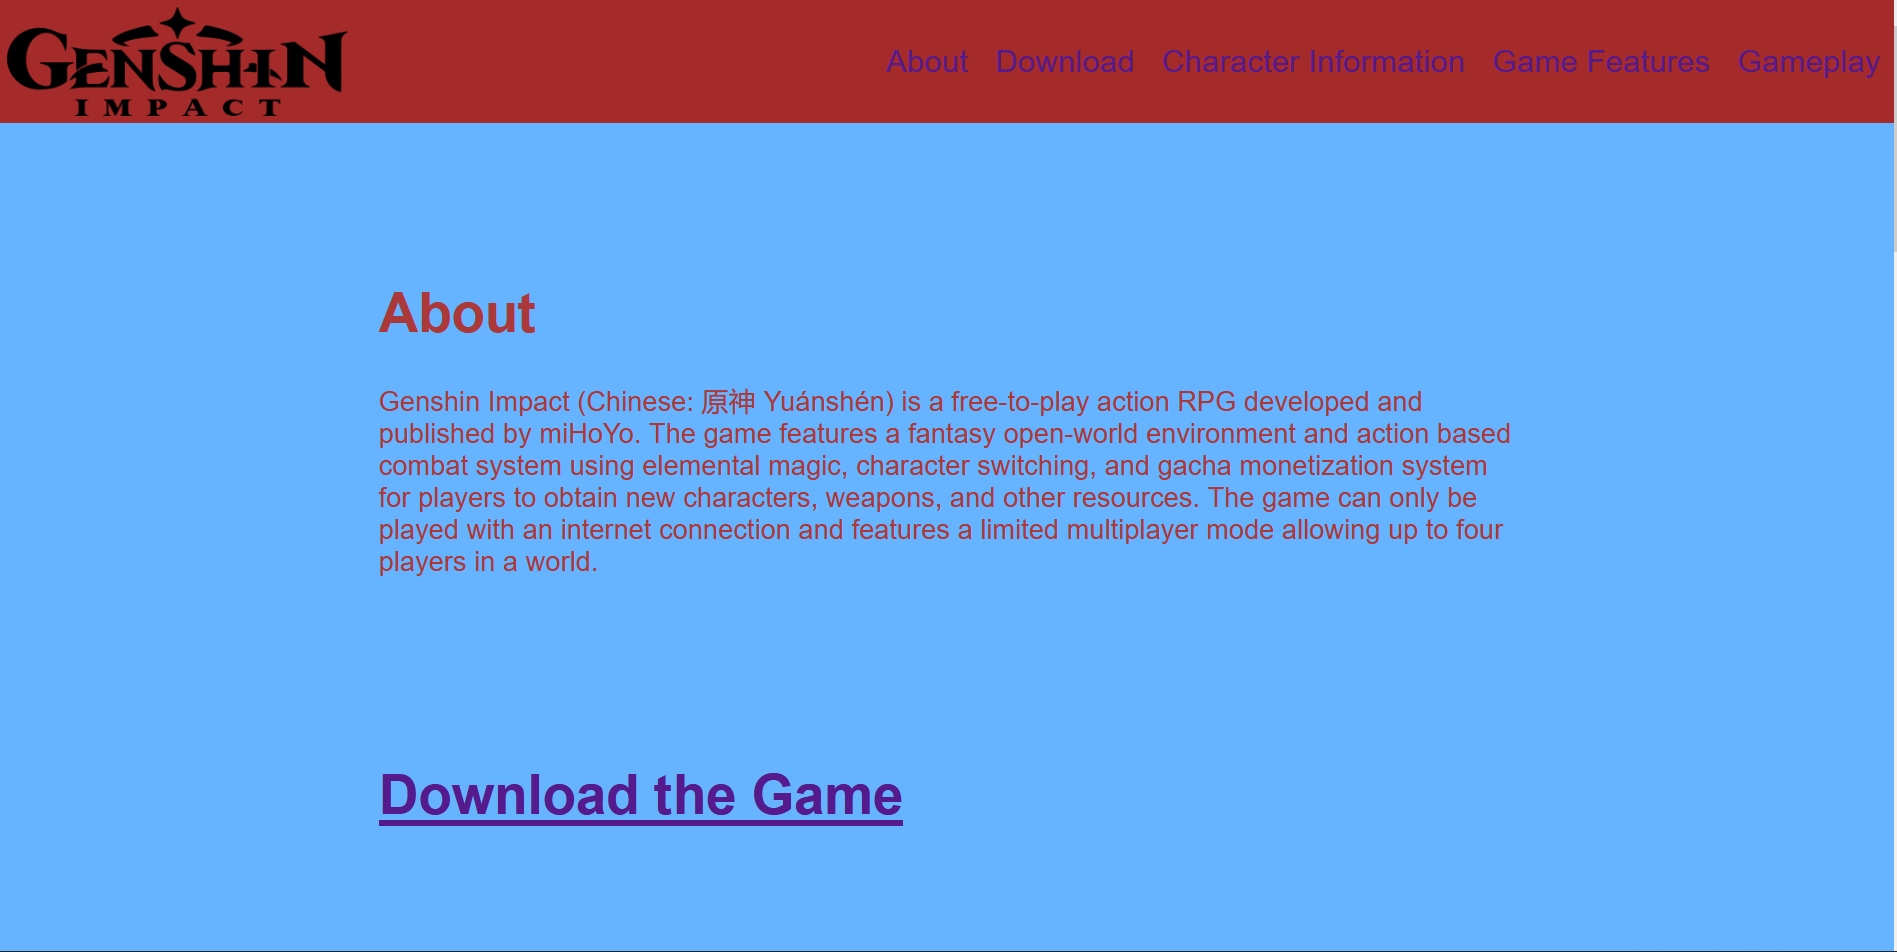 GENSHIN
IMPACT
About Download Character Information Game Features Gameplay
About
Genshin Impact (Chinese: 原神 Yuánshén) is a free-to-play action RPG developed and
published by miHoYo. The game features a fantasy open-world environment and action based
combat system using elemental magic, character switching, and gacha monetization system
for players to obtain new characters, weapons, and other resources. The game can only be
played with an internet connection and features a limited multiplayer mode allowing up to four
players in a world.
Download the Game